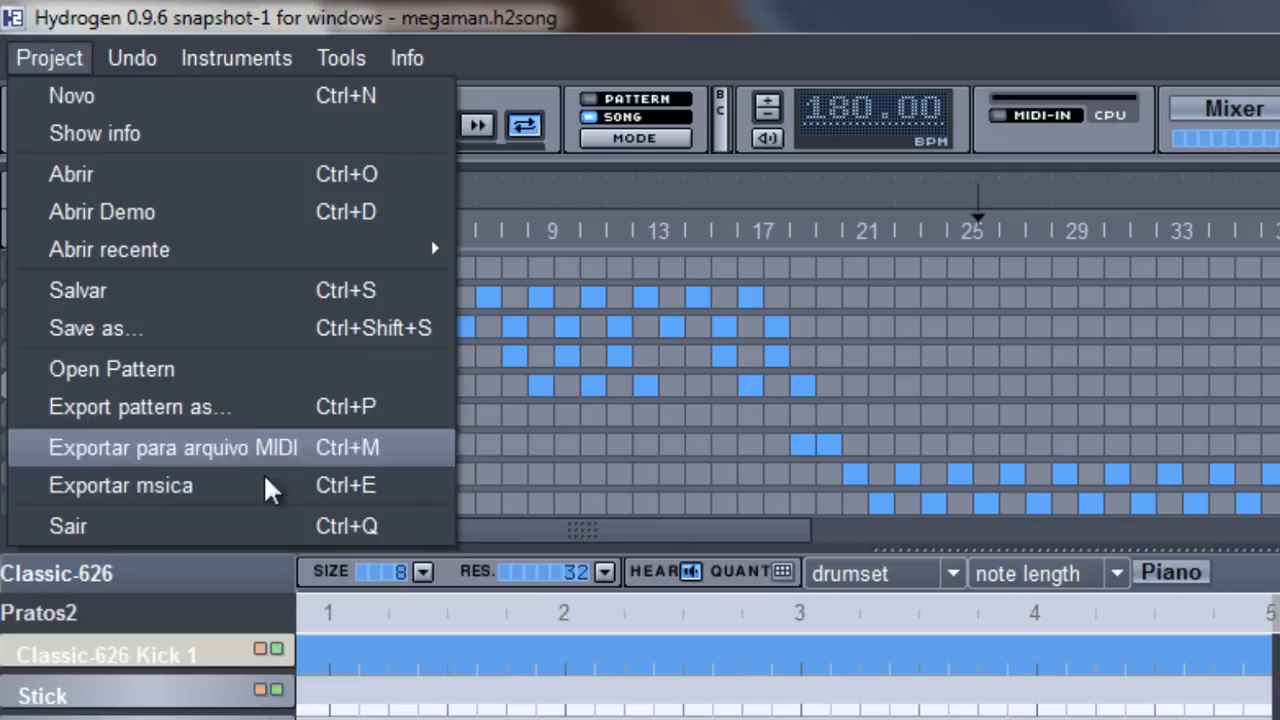 Hydrogen 0.9.6 snapshot-1 for windows - megaman.h2song
Project Undo Instruments Tools Info
Novo Ctrl+N
Show info
Abrir Ctrl+O
Abrir Demo Ctrl+D
Abrir recente
Salvar Ctrl+S
Save as... Ctrl+Shift+S
Open Pattern
Export pattern as... Ctrl+P
Exportar para arquivo MIDI Ctrl+M
Exportar msica Ctrl+E
Sair Ctrl+Q
PATTERN
SONG
MODE
B
C
180.00
BPM
MIDI-IN CPU
Mixer
9 13 17 21 25 29 33
Classic-626
SIZE 8 RES. 32 HEAR QUANT drumset note length Piano
Pratos2
1 2 3 4 5
Classic-626 Kick 1
Stick